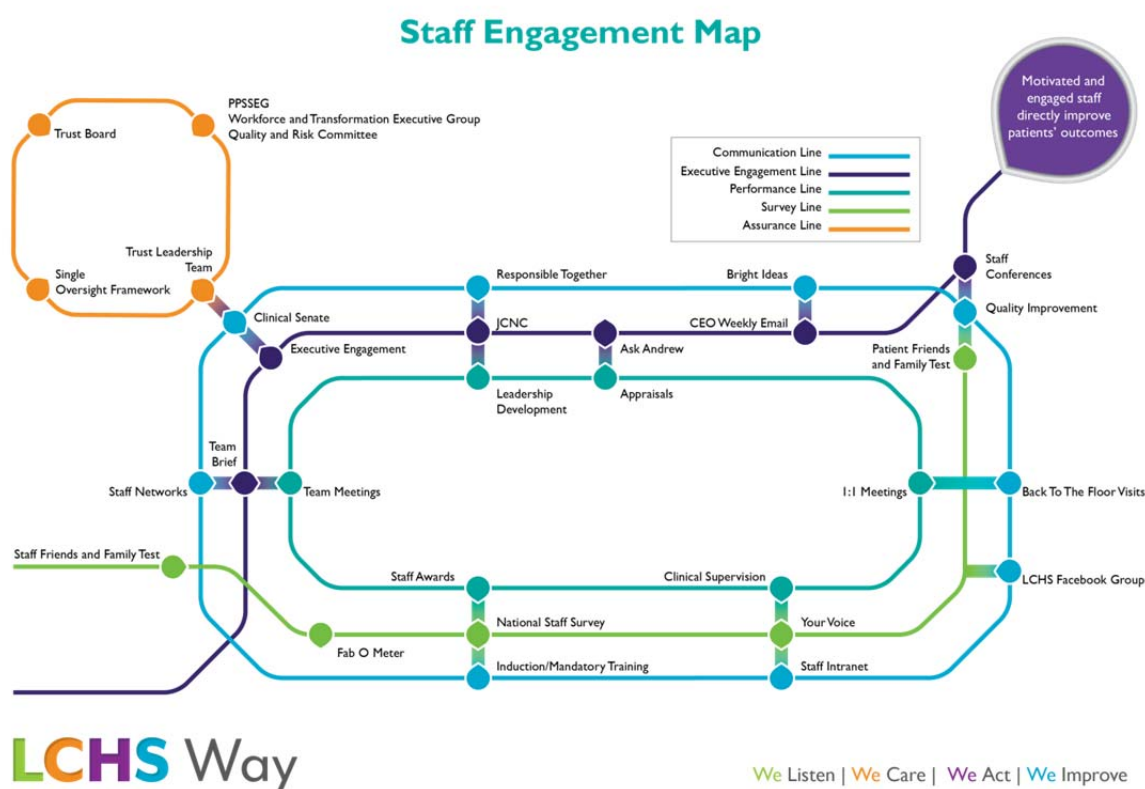 Staff Engagement Map
Motivated and
engaged staff
directly improve
patients' outcomes
PPSSEG
Workforce and Transformation Executive Group
Quality and Risk Committee
Trust Board
Communication Line
Executive Engagement Line
Performance Line
Survey Line
Assurance Line
Trust Leadership
Team
Single
Oversight Framework
Responsible Together
Bright Ideas
Staff
Conferences
Clinical Senate
Quality Improvement
JCNC
CEO Weekly Email
Executive Engagement
Ask Andrew
Patient Friends
and Family Test
Leadership
Development
Appraisals
Team
Brief
Staff Networks
Team Meetings
1:1 Meetings
Back To The Floor Visits
Staff Friends and Family Test
Staff Awards
Clinical Supervision
LCHS Facebook Group
National Staff Survey
Your Voice
Fab O Meter
Induction/Mandatory Training
Staff Intranet
LCHS Way
We Listen | We Care | We Act | We Improve